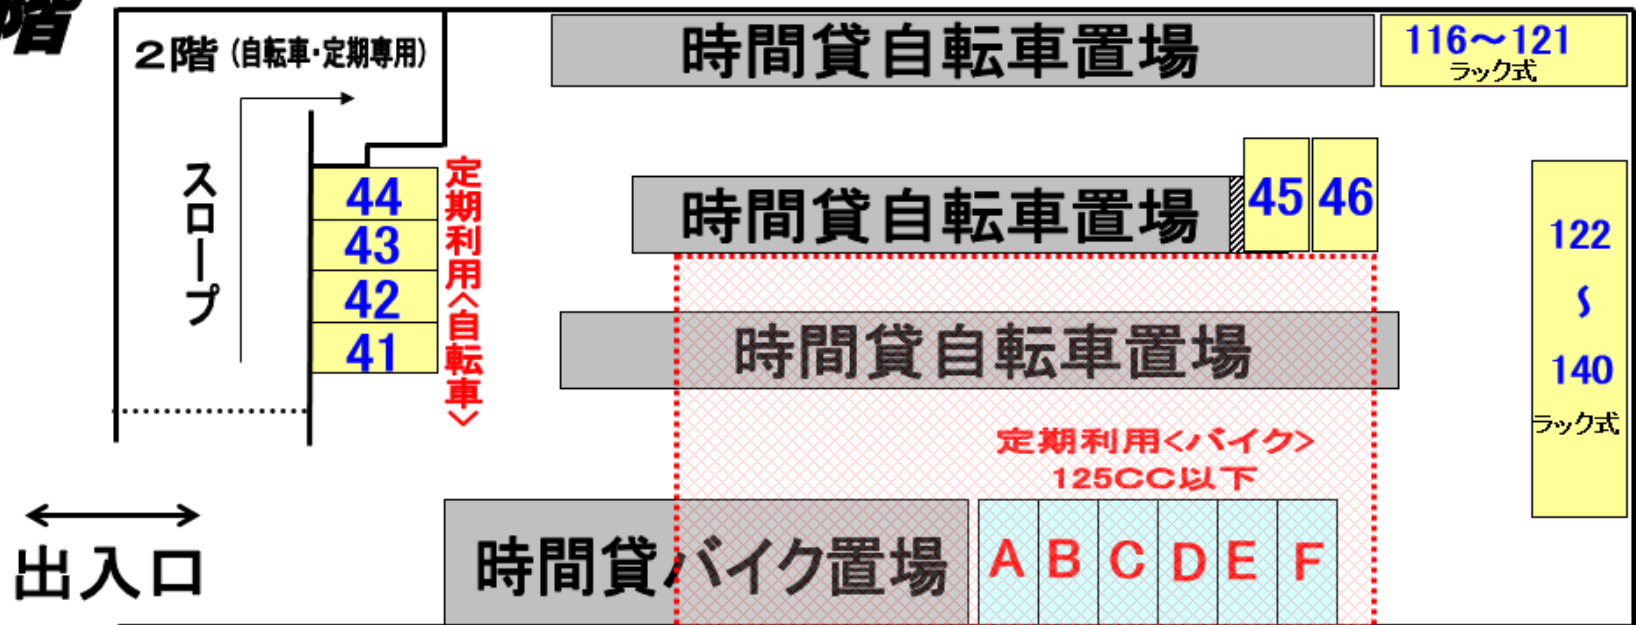 階
2階 (自転車・定期専用)
時間貸自転車置場
116～121
ラック式
スロープ
44
43
42
41
定期利用<自転車>
時間貸自転車置場
45
46
122
～
140
ラック式
時間貸自転車置場
定期利用<バイク>
125CC以下
出入口
時間貸バイク置場
A
B
C
D
E
F